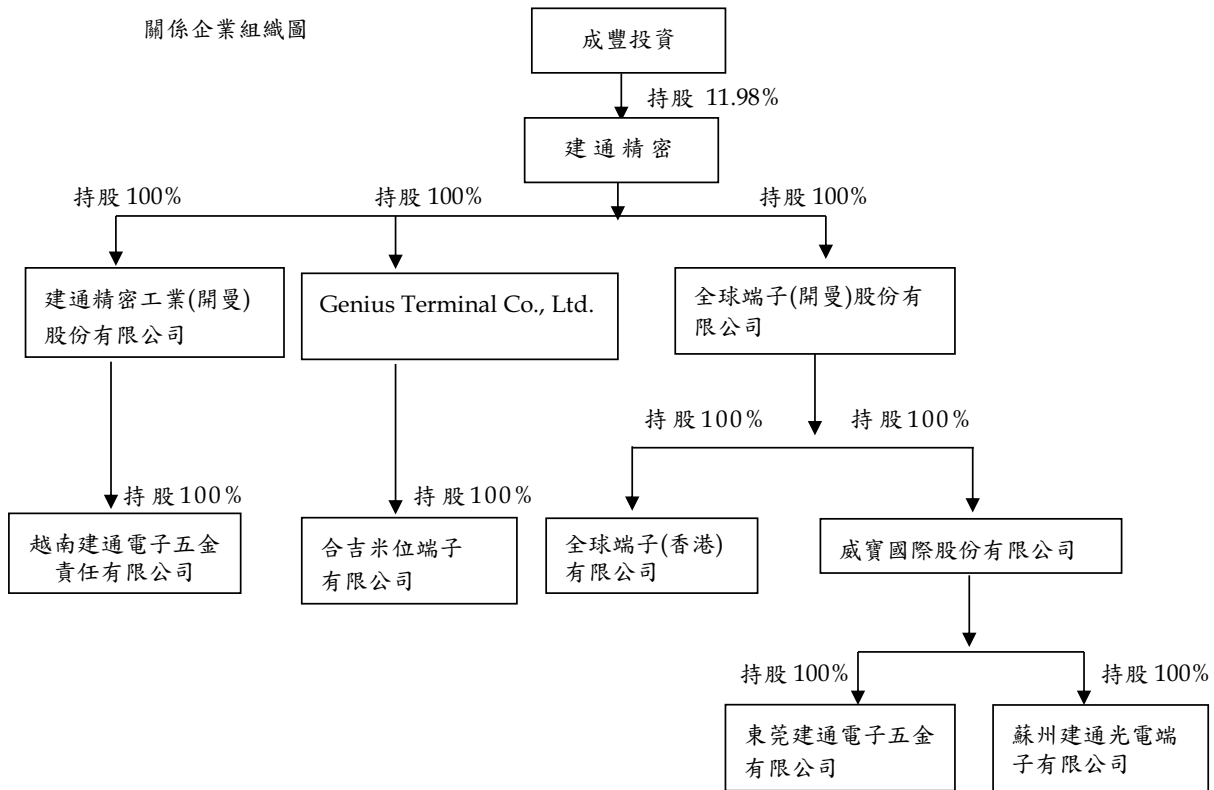 關係企業組織圖
成豐投資
持股 11.98%
建通精密
持股 100%
持股 100%
持股 100%
建通精密工業(開曼)
股份有限公司
Genius Terminal Co., Ltd.
全球端子(開曼)股份有
限公司
持股 100%
持股 100%
持股 100%
持股 100%
越南建通電子五金
責任有限公司
合吉米位端子
有限公司
全球端子(香港)
有限公司
威寶國際股份有限公司
持股 100%
持股 100%
東莞建通電子五金
有限公司
蘇州建通光電端
子有限公司